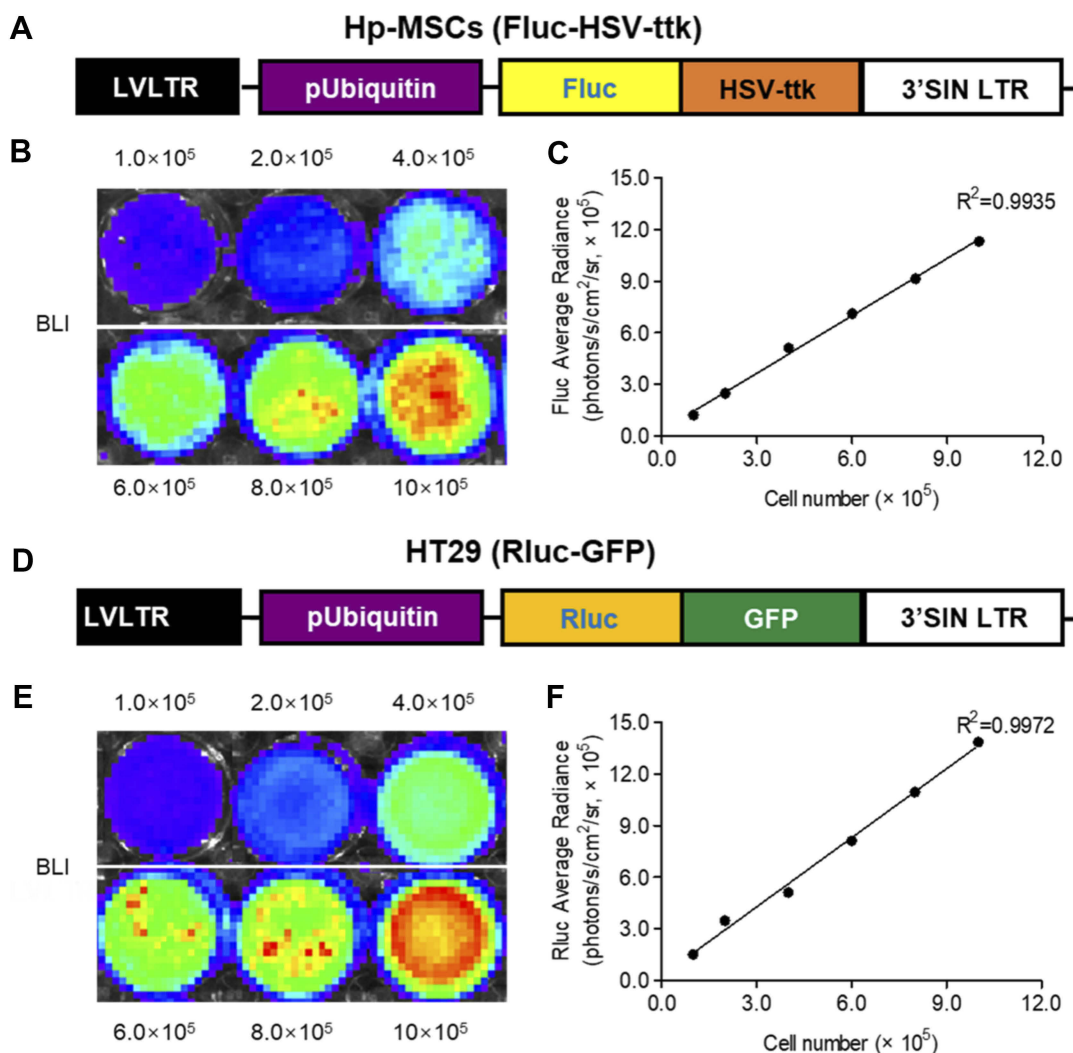 A
Hp-MSCs (Fluc-HSV-ttk)
LVLTR pUbiquitin Fluc HSV-ttk 3'SIN LTR
B
1.0×10⁵ 2.0×10⁵ 4.0×10⁵
BLI
6.0×10⁵ 8.0×10⁵ 10×10⁵
C
15.0
12.0
9.0
6.0
3.0
0.0
Fluc Average Radiance
(photons/s/cm²/sr, × 10⁵)
R²=0.9935
0.0 3.0 6.0 9.0 12.0
Cell number (× 10⁵)
D
HT29 (Rluc-GFP)
LVLTR pUbiquitin Rluc GFP 3'SIN LTR
E
1.0×10⁵ 2.0×10⁵ 4.0×10⁵
BLI
6.0×10⁵ 8.0×10⁵ 10×10⁵
F
15.0
12.0
9.0
6.0
3.0
0.0
Rluc Average Radiance
(photons/s/cm²/sr, × 10⁵)
R²=0.9972
0.0 3.0 6.0 9.0 12.0
Cell number (× 10⁵)